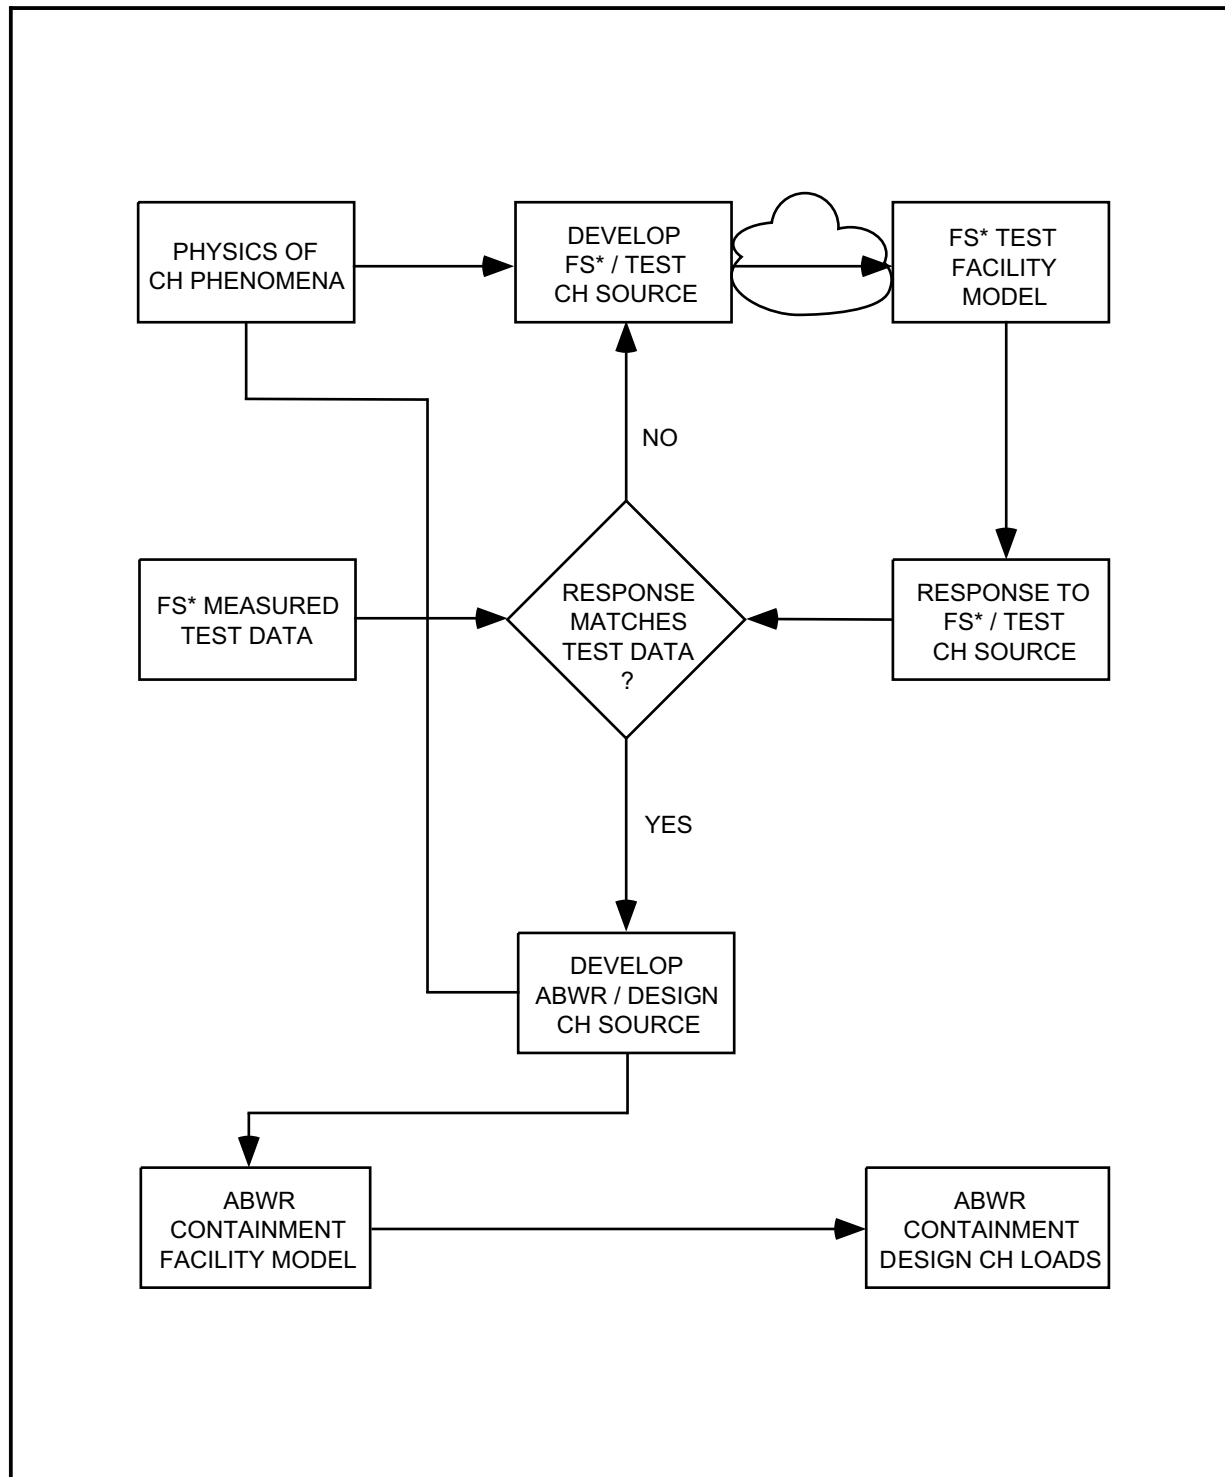 PHYSICS OF
CH PHENOMENA
DEVELOP
FS* / TEST
CH SOURCE
FS* TEST
FACILITY
MODEL
NO
FS* MEASURED
TEST DATA
RESPONSE
MATCHES
TEST DATA
?
RESPONSE TO
FS* / TEST
CH SOURCE
YES
DEVELOP
ABWR / DESIGN
CH SOURCE
ABWR
CONTAINMENT
FACILITY MODEL
ABWR
CONTAINMENT
DESIGN CH LOADS